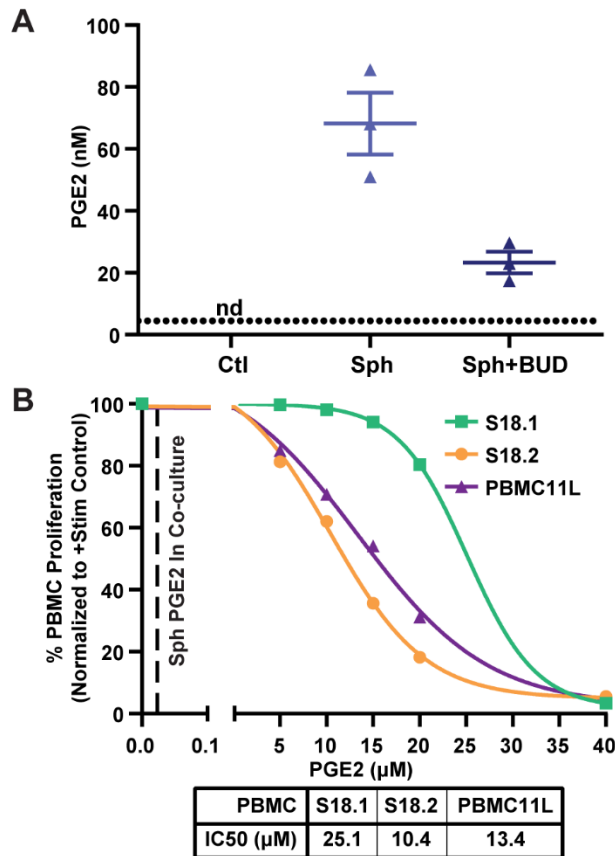 A
PGE2 (nM)
100
80
60
40
20
0
nd
Ctl
Sph
Sph+BUD
B
% PBMC Proliferation
(Normalized to +Stim Control)
100
80
60
40
20
0
Sph PGE2 In Co-culture
S18.1
S18.2
PBMC11L
0.0
0.1
5
10
15
20
25
30
35
40
PGE2 (µM)
PBMC S18.1 S18.2 PBMC11L
IC50 (µM) 25.1 10.4 13.4